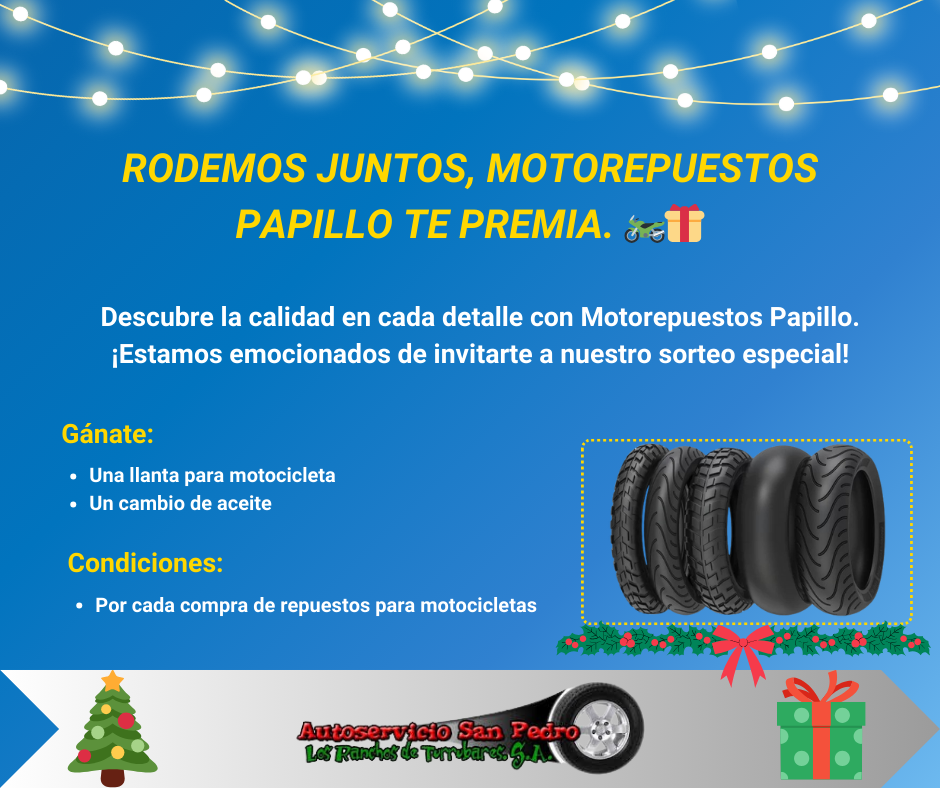 RODEMOS JUNTOS, MOTOREPUESTOS
PAPILLO TE PREMIA.
Descubre la calidad en cada detalle con Motorepuestos Papillo.
¡Estamos emocionados de invitarte a nuestro sorteo especial!
Gánate:
• Una llanta para motocicleta
• Un cambio de aceite
Condiciones:
• Por cada compra de repuestos para motocicletas
Autoservicio San Pedro
Los Ranchos de Turrubares, S.A.